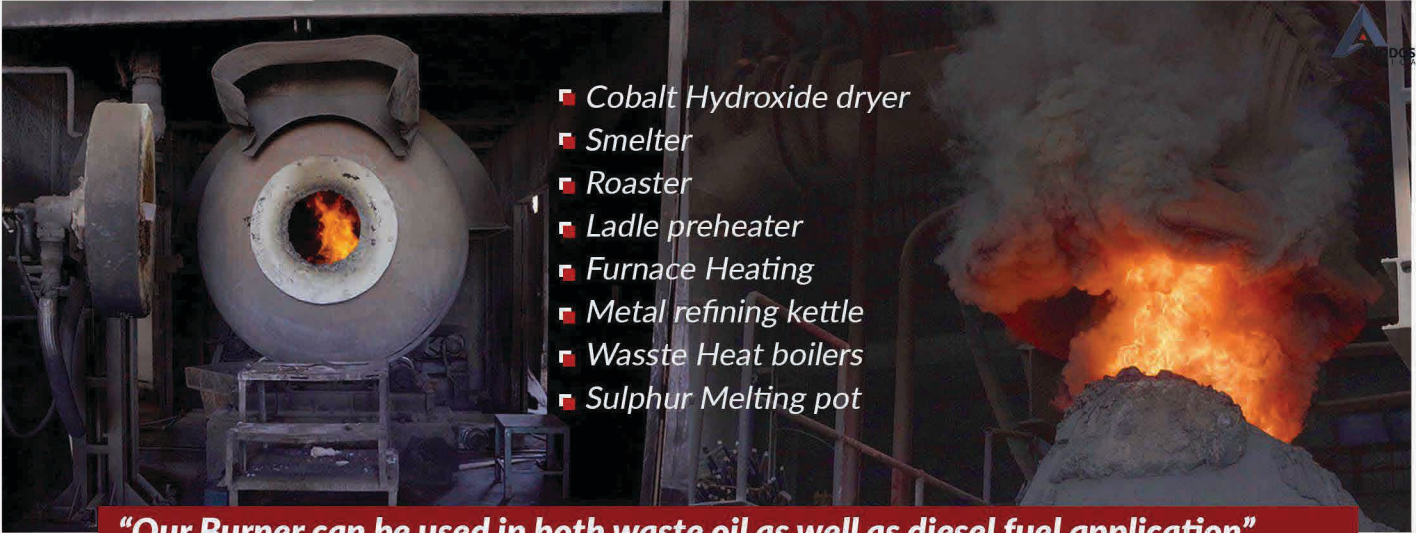 Cobalt Hydroxide dryer
Smelter
Roaster
Ladle preheater
Furnace Heating
Metal refining kettle
Wasste Heat boilers
Sulphur Melting pot
“Our Burner can be used in both waste oil as well as diesel fuel application”